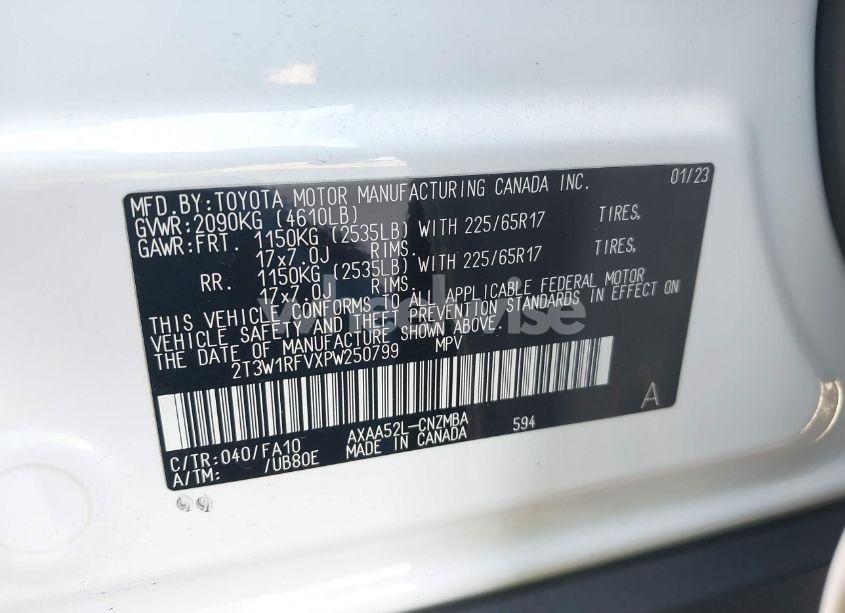 MFD.BY:TOYOTA MOTOR MANUFACTURING CANADA INC. 01/23
GVWR:2090KG (4610LB)
GAWR:FRT. 1150KG (2535LB) WITH 225/65R17 TIRES,
17x7.0J RIMS.
RR. 1150KG (2535LB) WITH 225/65R17 TIRES,
17x7.0J RIMS.
THIS VEHICLE CONFORMS TO ALL APPLICABLE FEDERAL MOTOR
VEHICLE SAFETY AND THEFT PREVENTION STANDARDS IN EFFECT ON
THE DATE OF MANUFACTURE SHOWN ABOVE.
2T3W1RFVXPW250799 MPV
A
C/TR:040/FA10 AXAA52L-CNZMBA 594
A/TM: /UB80E MADE IN CANADA
wheelwise